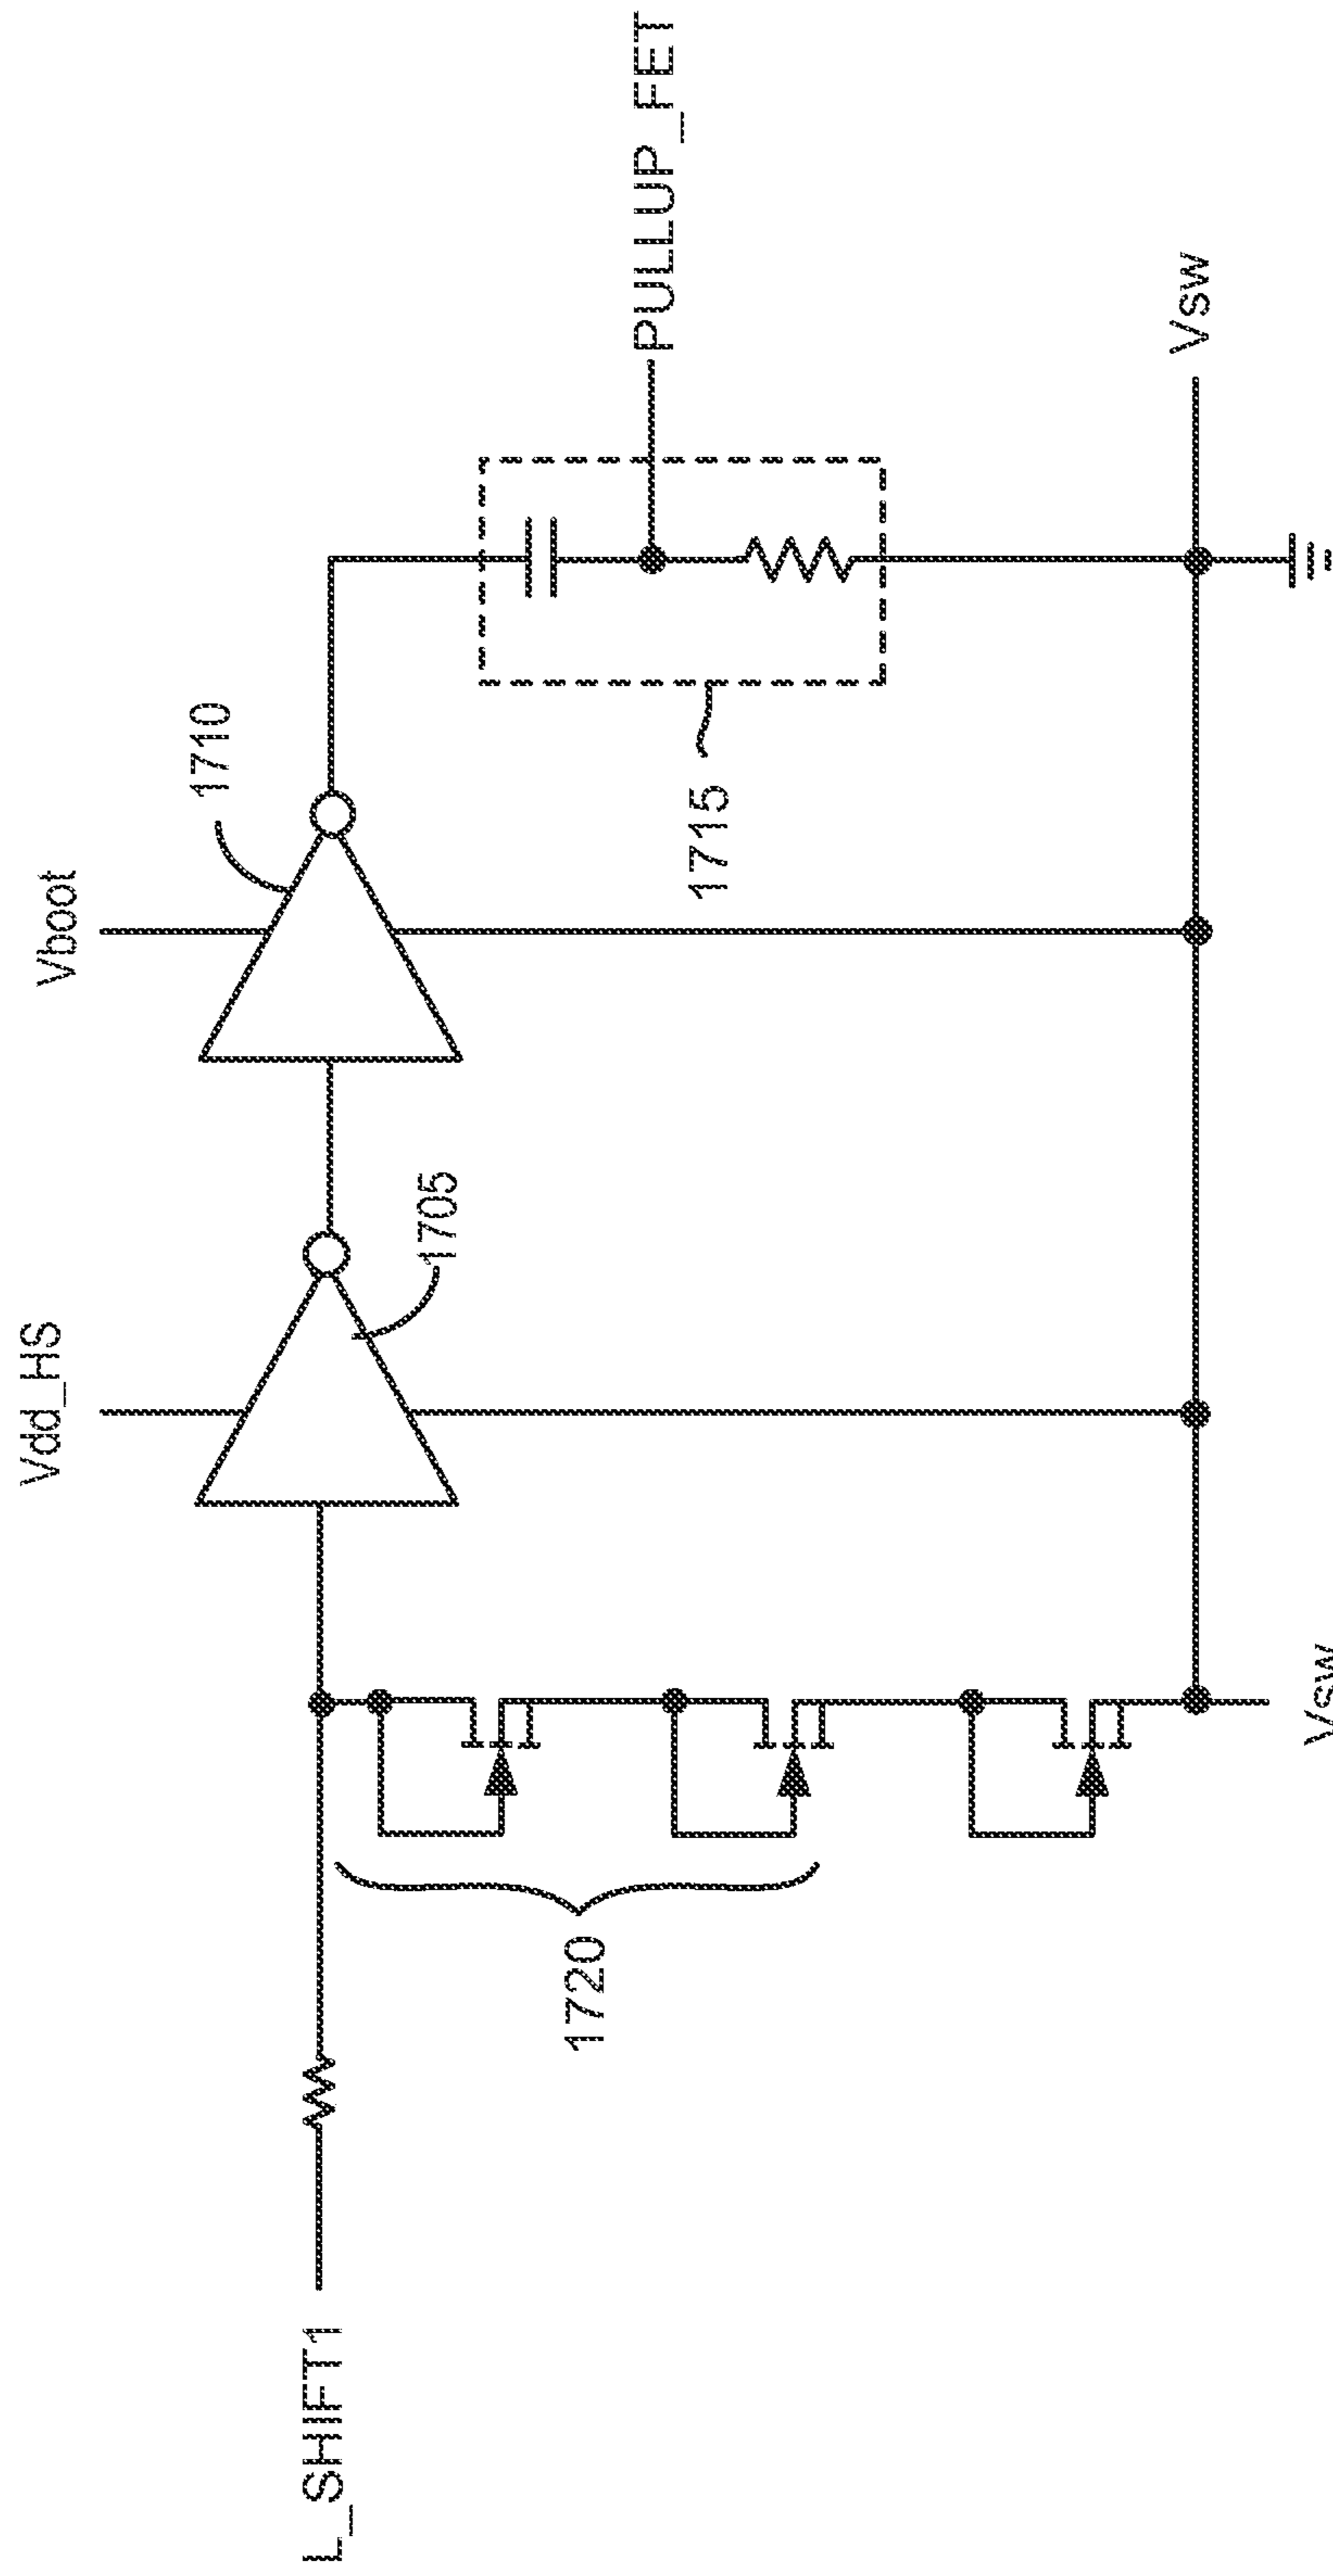 Vdd_HS
Vboot
1710
L_SHIFT1
1705
PULLUP_FET
1720
1715
Vsw
Vsw